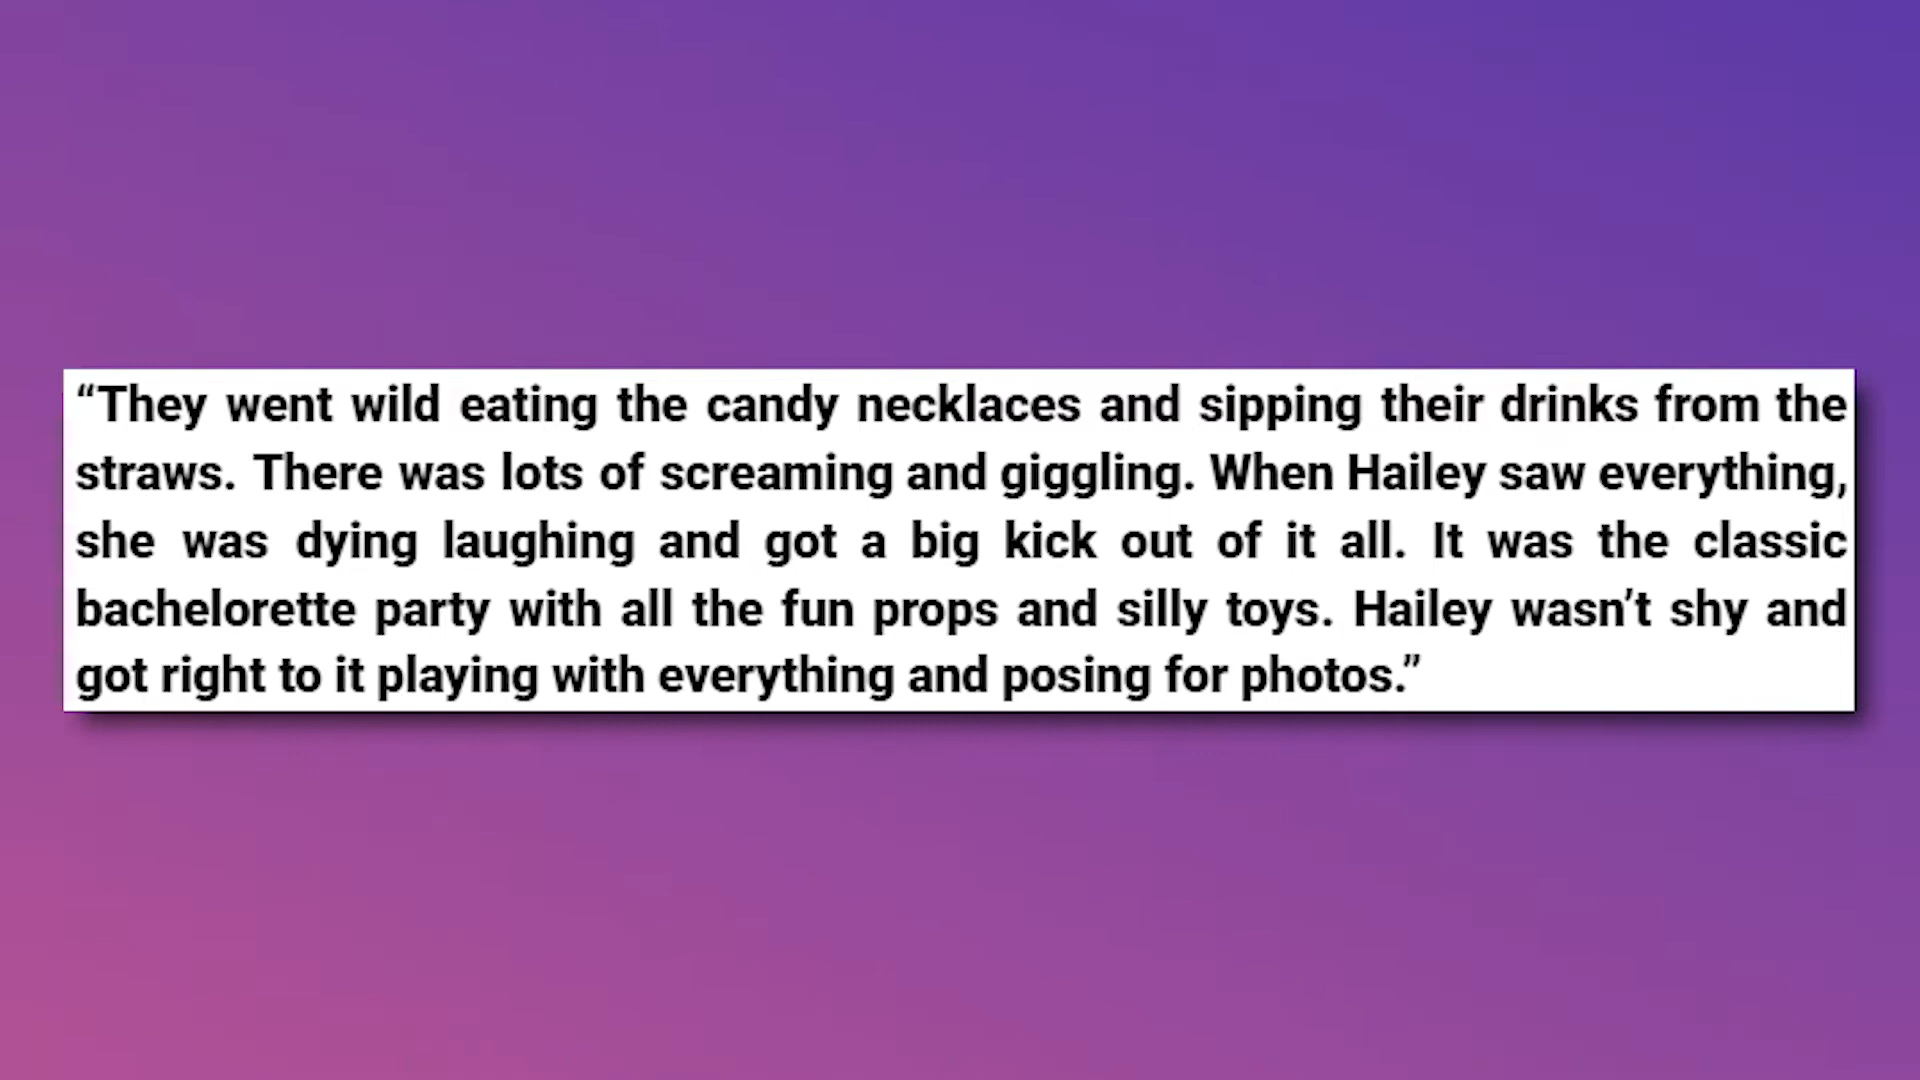 “They went wild eating the candy necklaces and sipping their drinks from the
straws. There was lots of screaming and giggling. When Hailey saw everything,
she was dying laughing and got a big kick out of it all. It was the classic
bachelorette party with all the fun props and silly toys. Hailey wasn’t shy and
got right to it playing with everything and posing for photos.”